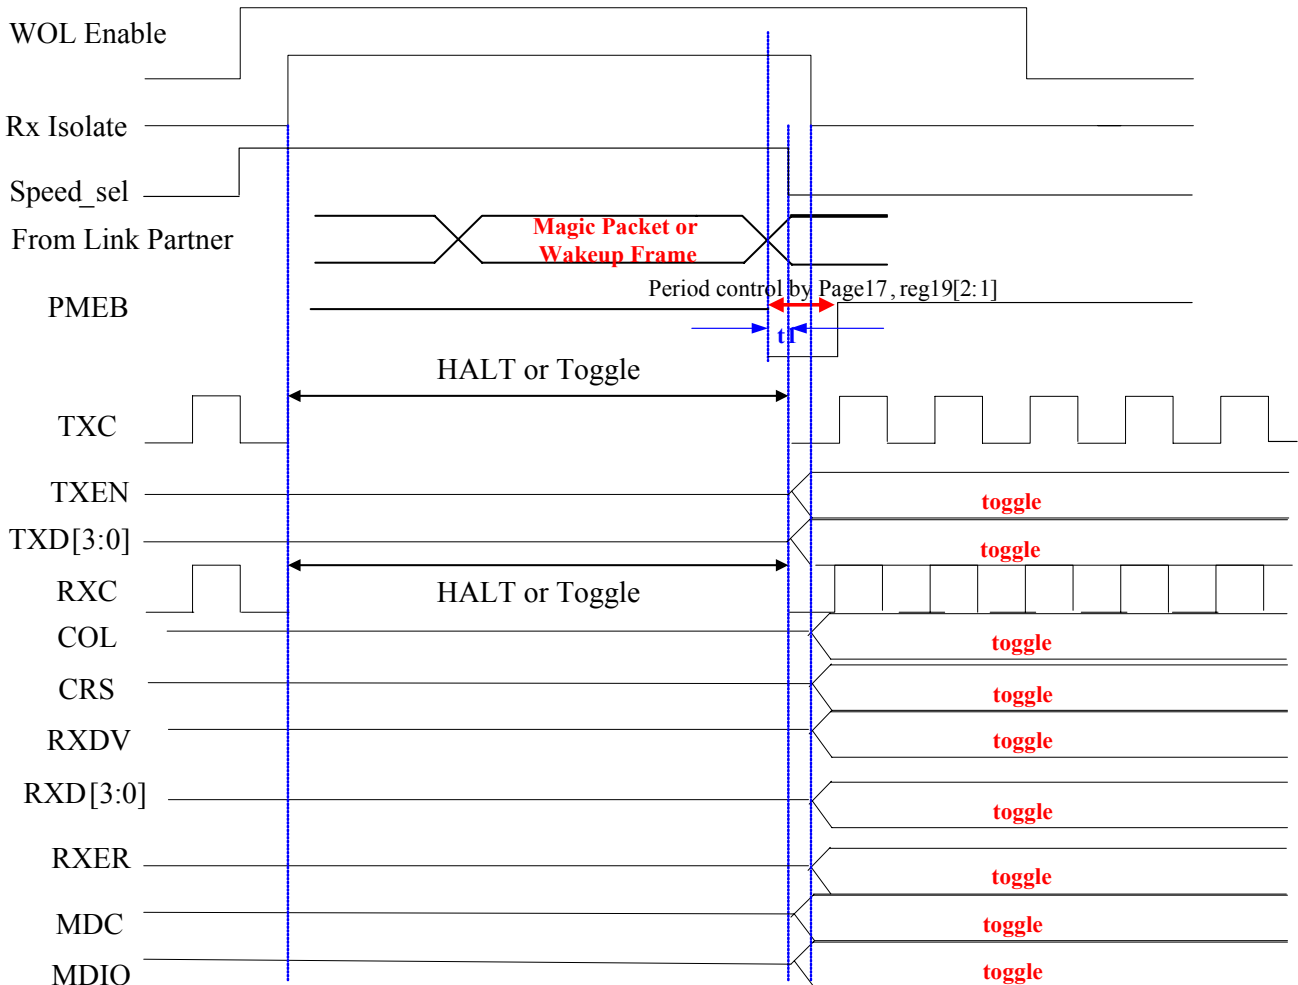 WOL Enable
Rx Isolate
Speed_sel
From Link Partner
Magic Packet or
Wakeup Frame
Period control by Page17, reg19[2:1]
PMEB
t1
HALT or Toggle
TXC
TXEN
toggle
TXD[3:0]
toggle
RXC
HALT or Toggle
COL
toggle
CRS
toggle
RXDV
toggle
RXD[3:0]
toggle
RXER
toggle
MDC
toggle
MDIO
toggle